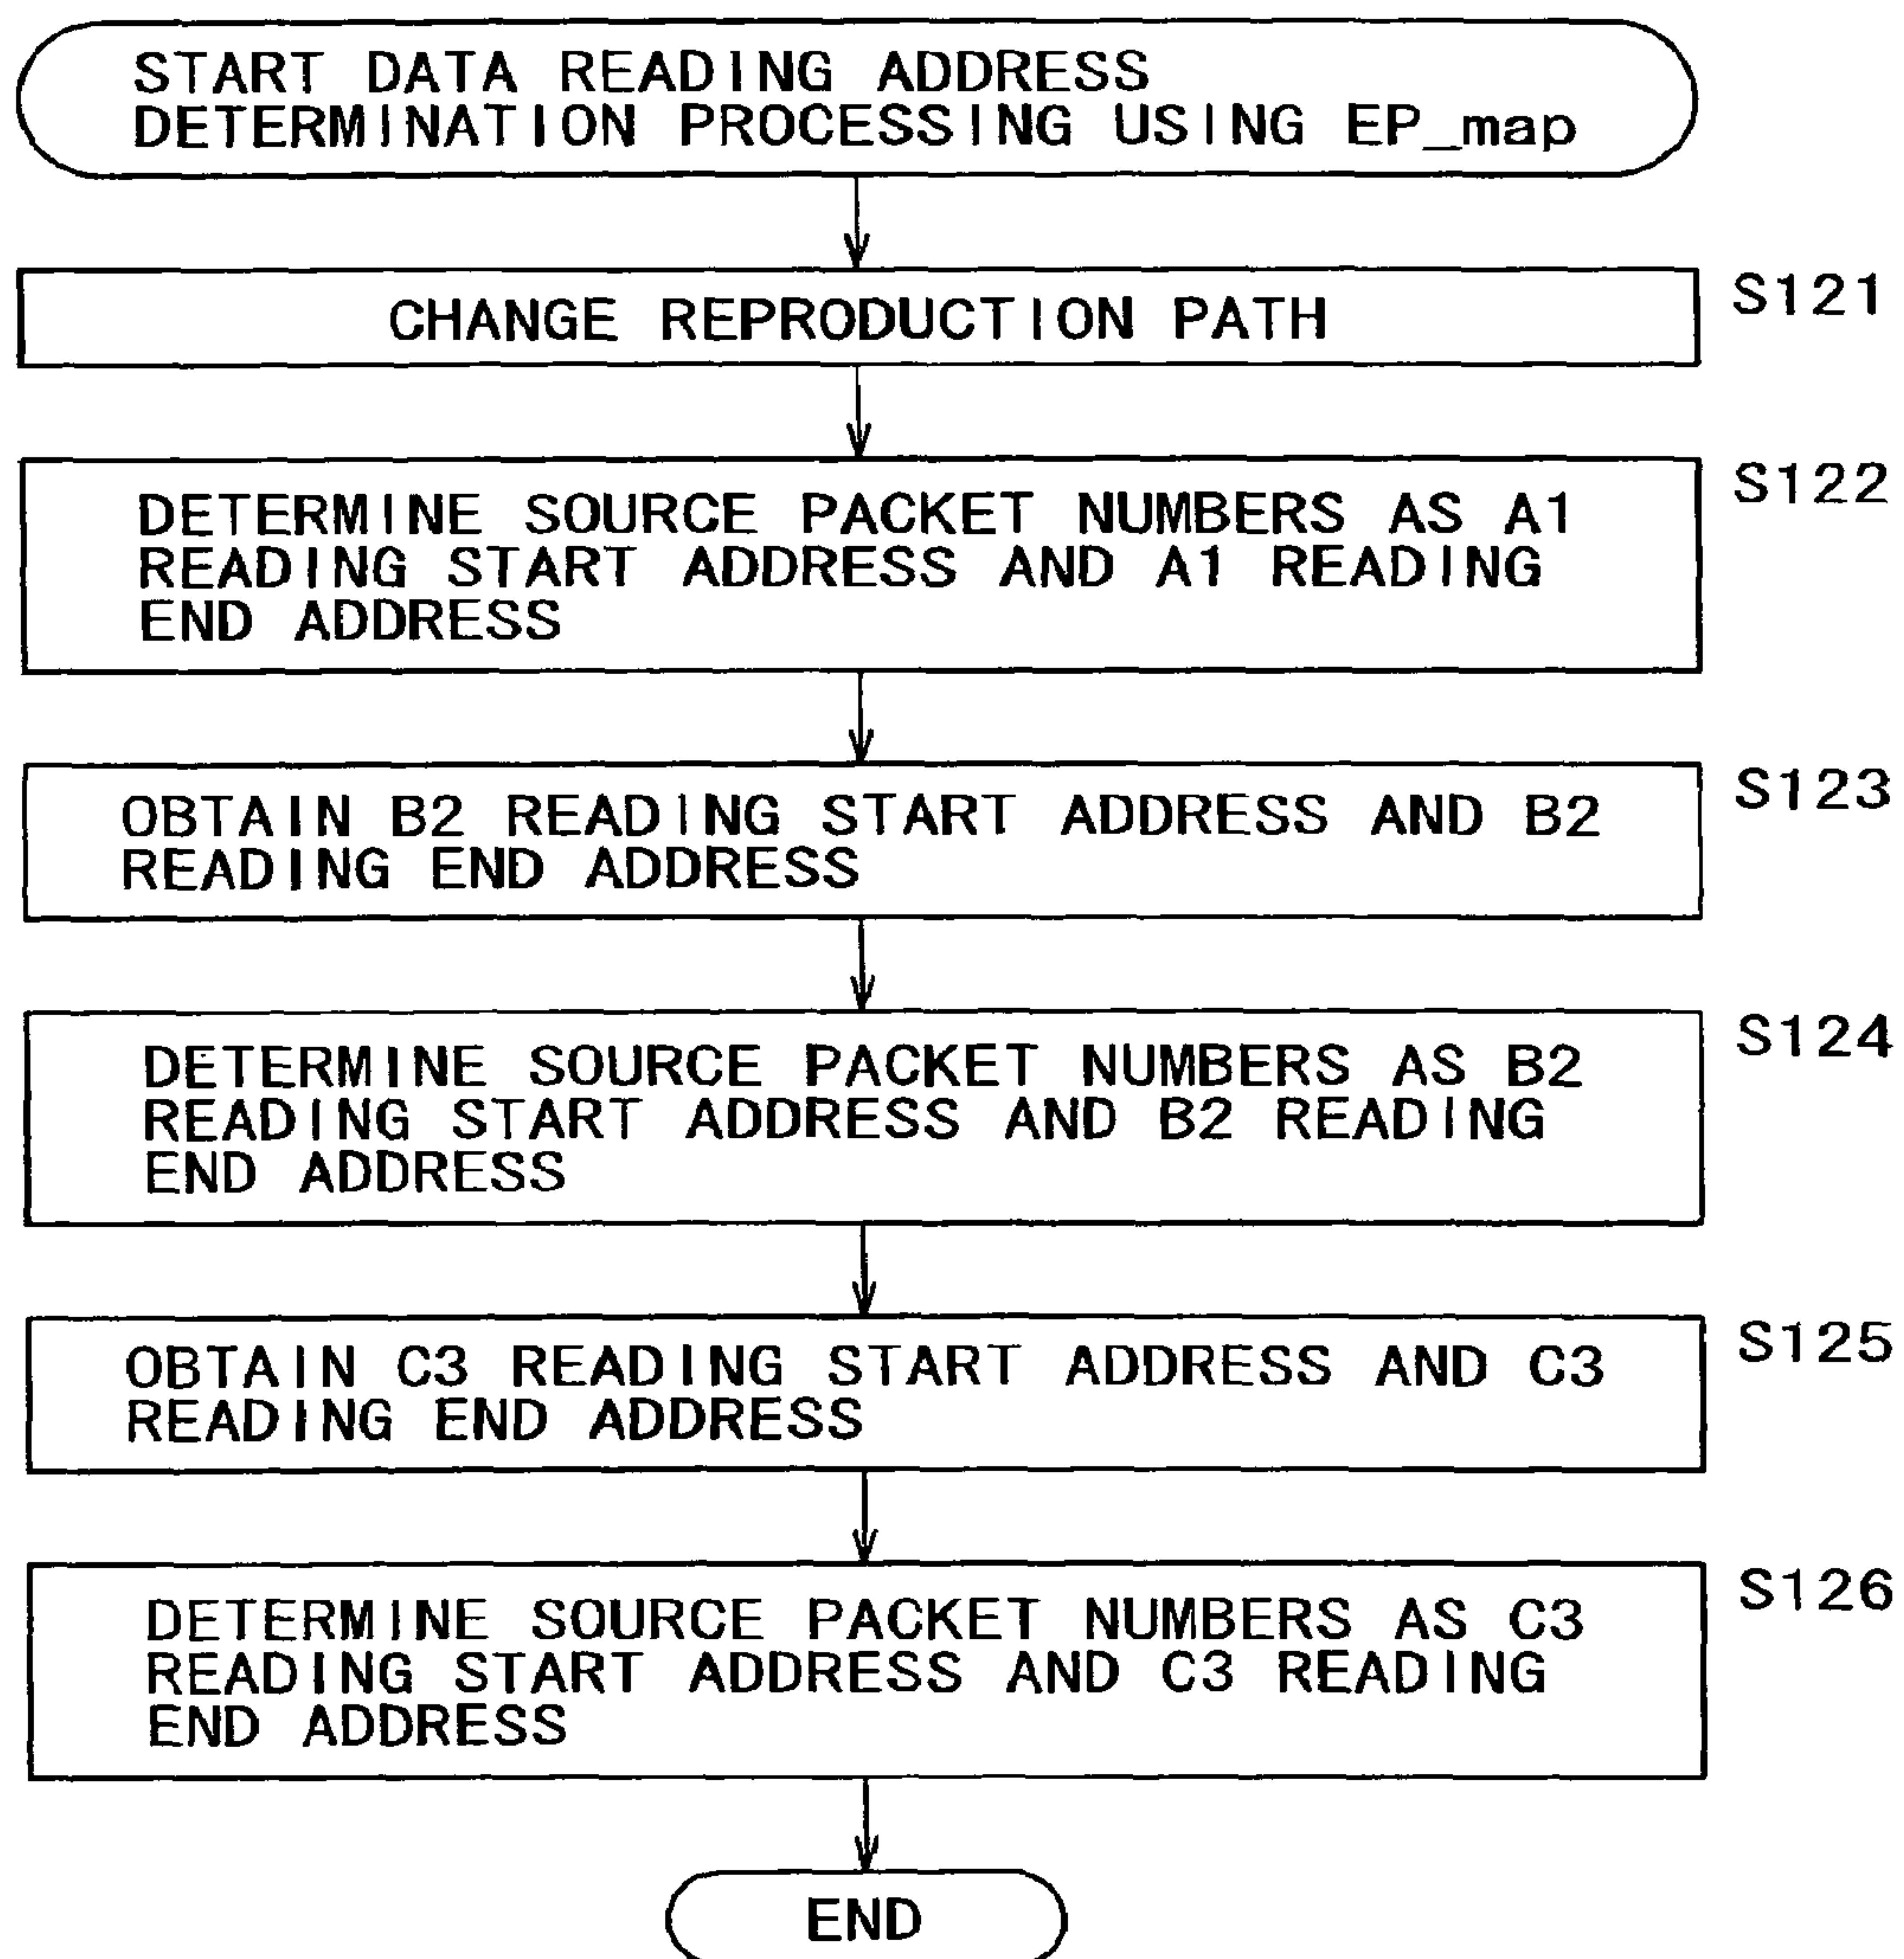 START DATA READING ADDRESS
DETERMINATION PROCESSING USING EP_map
CHANGE REPRODUCTION PATH
S121
DETERMINE SOURCE PACKET NUMBERS AS A1
READING START ADDRESS AND A1 READING
END ADDRESS
S122
OBTAIN B2 READING START ADDRESS AND B2
READING END ADDRESS
S123
DETERMINE SOURCE PACKET NUMBERS AS B2
READING START ADDRESS AND B2 READING
END ADDRESS
S124
OBTAIN C3 READING START ADDRESS AND C3
READING END ADDRESS
S125
DETERMINE SOURCE PACKET NUMBERS AS C3
READING START ADDRESS AND C3 READING
END ADDRESS
S126
END